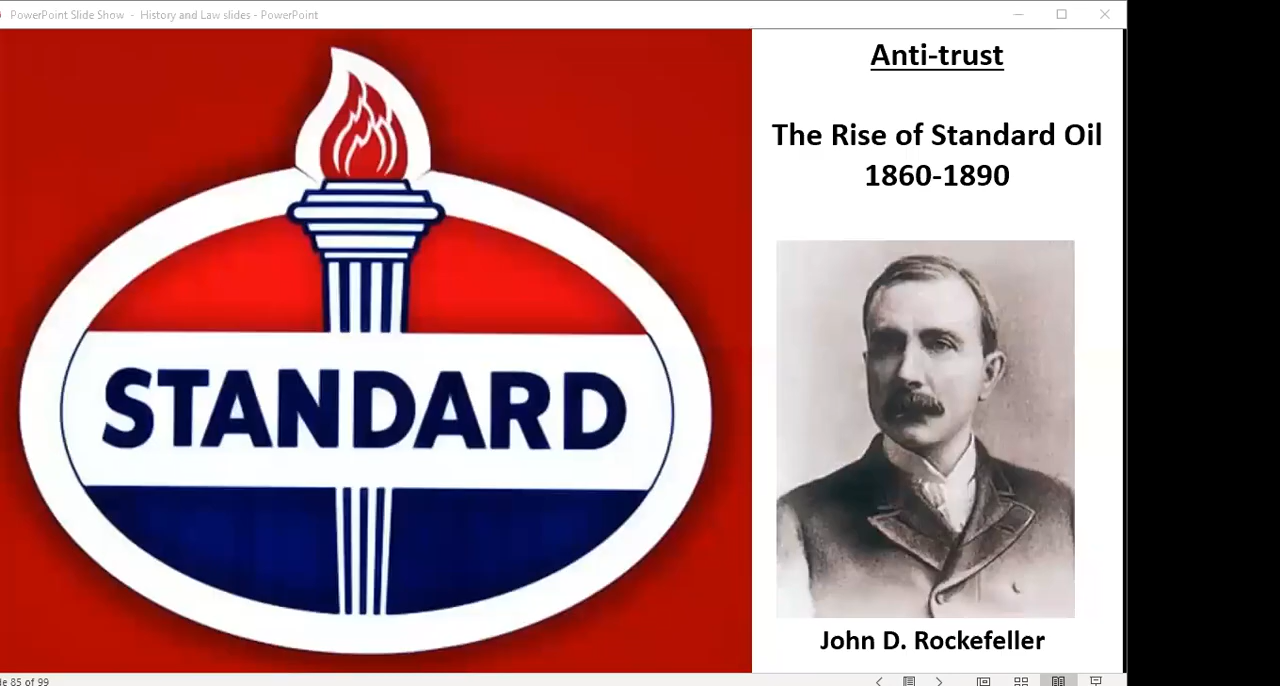 PowerPoint Slide Show - History and Law slides - PowerPoint
Anti-trust
The Rise of Standard Oil
1860-1890
STANDARD
John D. Rockefeller
85 of 99